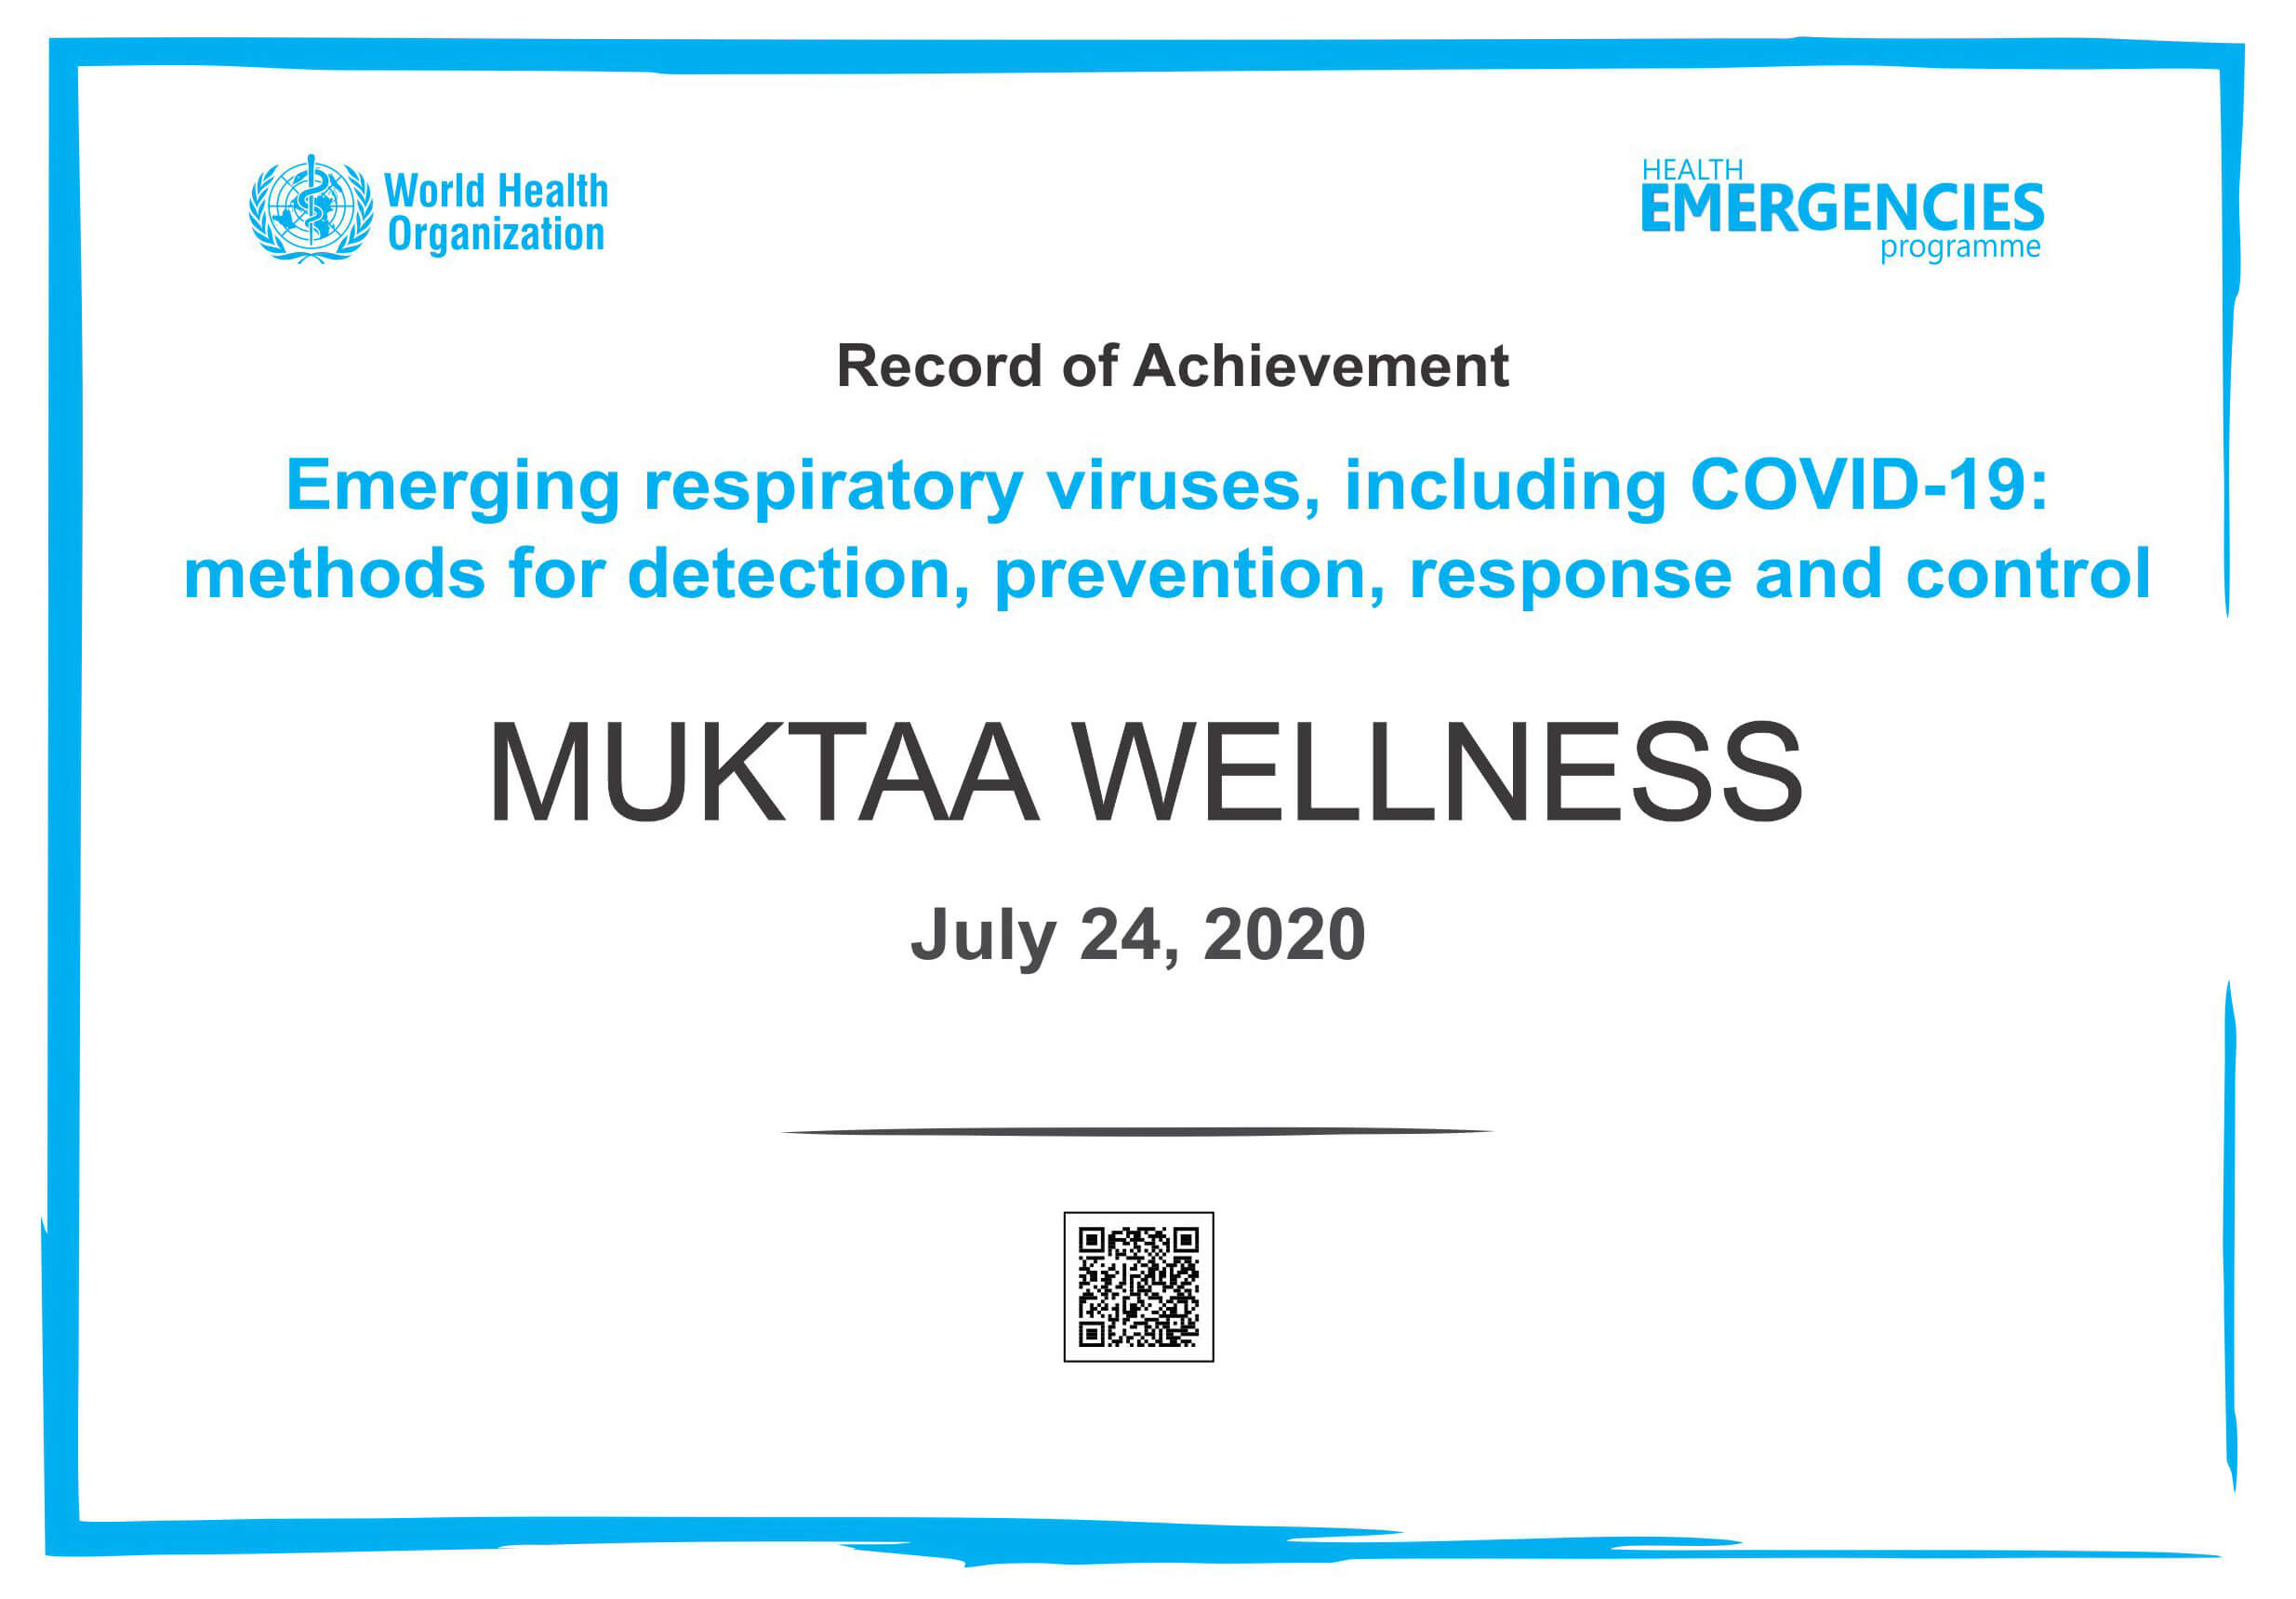 World Health
Organization
HEALTH
EMERGENCIES
programme
Record of Achievement
Emerging respiratory viruses, including COVID-19:
methods for detection, prevention, response and control
MUKTAA WELLNESS
July 24, 2020